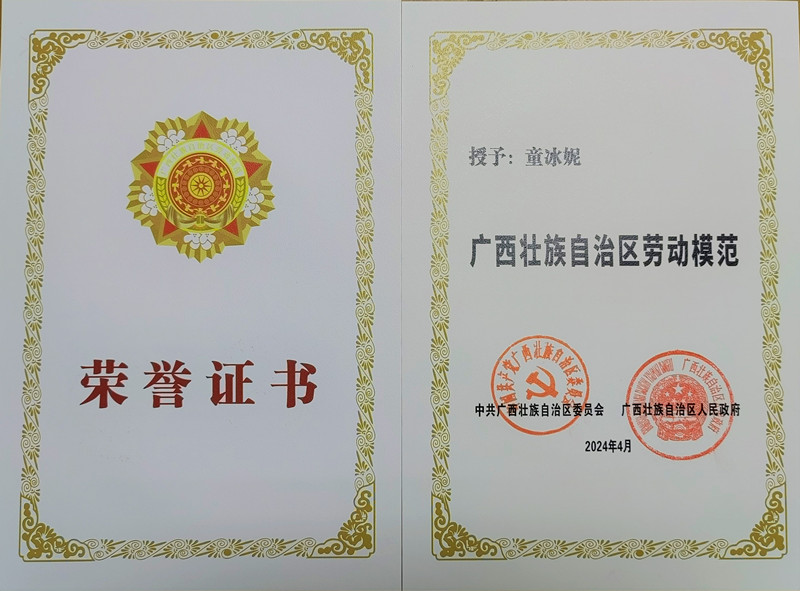 荣誉证书
授予：童冰妮
广西壮族自治区劳动模范
中共广西壮族自治区委员会 广西壮族自治区人民政府
2024年4月